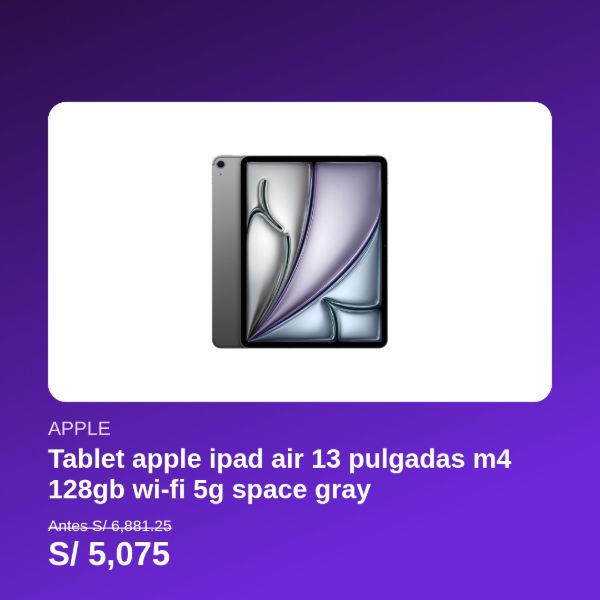 APPLE
Tablet apple ipad air 13 pulgadas m4
128gb wi-fi 5g space gray
Antes S/ 6,881.25
S/ 5,075